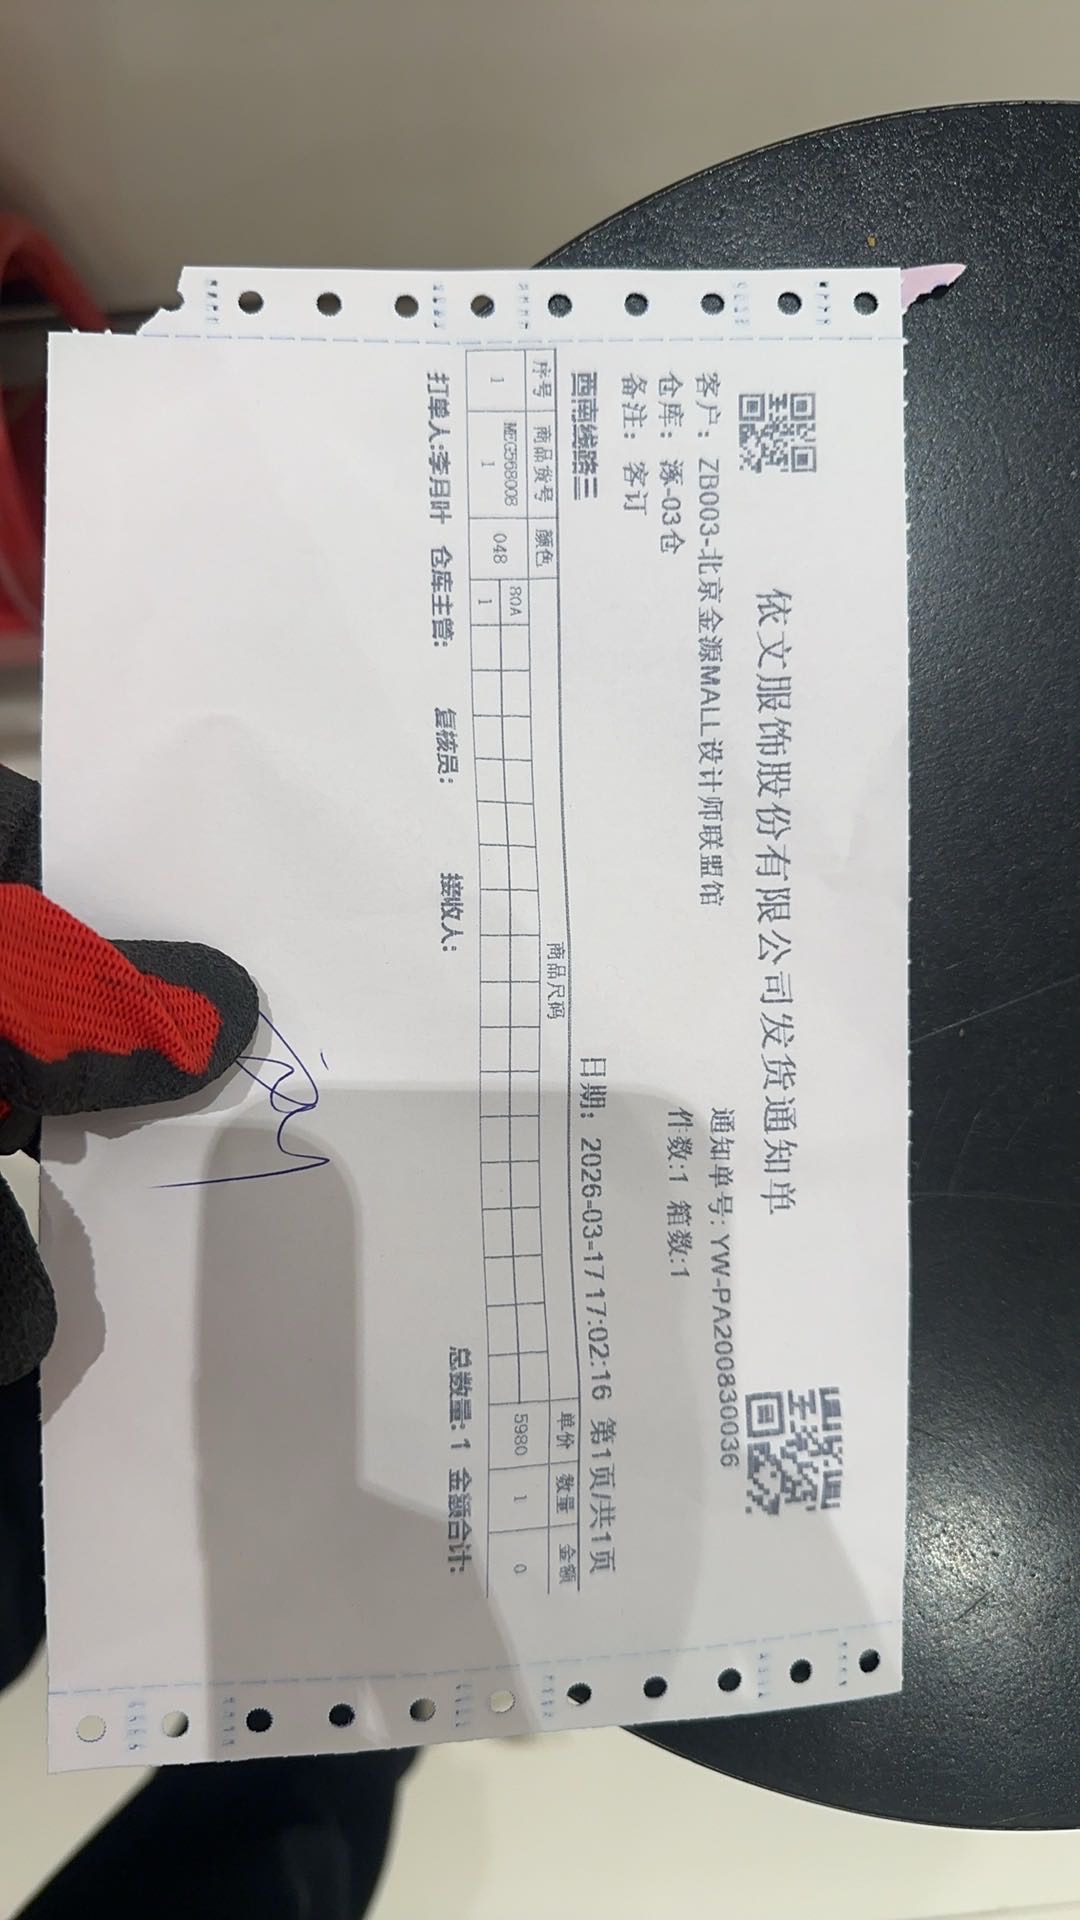 依文服饰股份有限公司发货通知单
客户：ZB003-北京金源MALL设计师联盟馆 通知单号：YW-PA200830036
仓库：涿-03仓 件数:1 箱数:1
备注：客订
西南线路三 日期：2026-03-17 17:02:16 第1页/共1页
序号 商品货号 颜色 商品尺码 单价 数量 金额
1 MEG568008 048 80A 5980 1 0
1 1
打单人:李月叶 仓库主管: 复核员: 接收人: 总数量:1 金额合计: